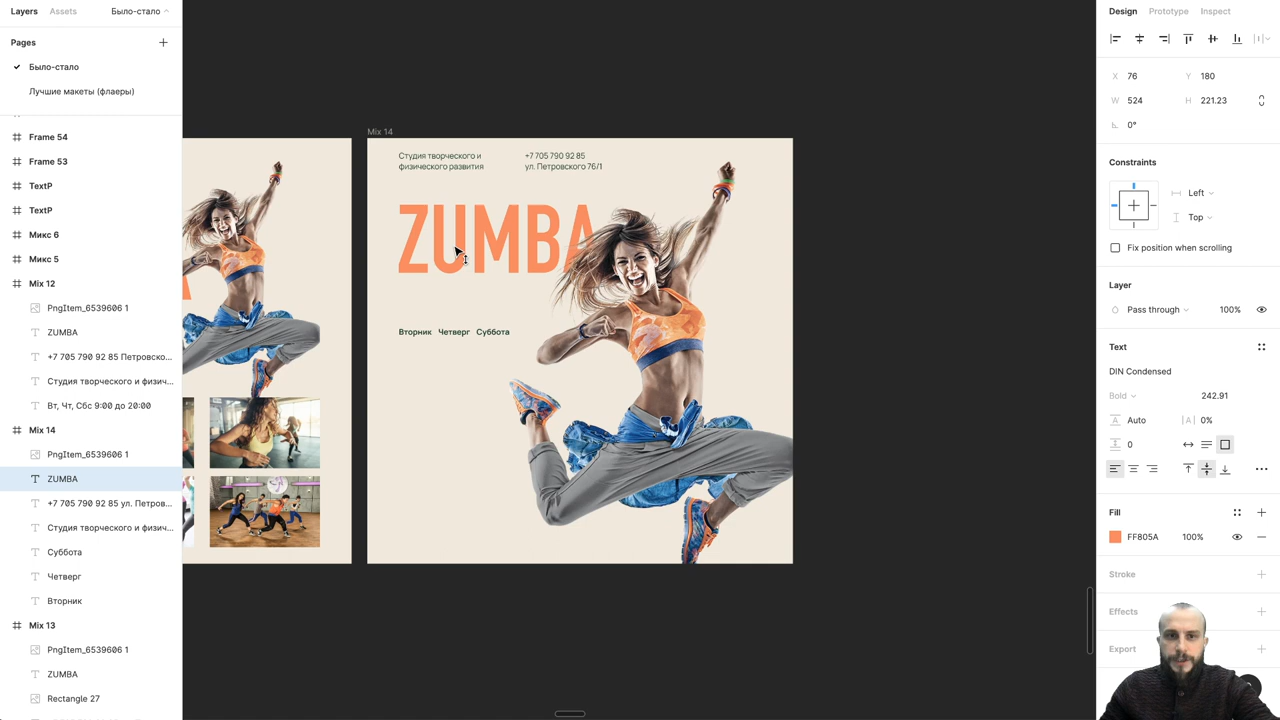 Layers
Assets
Было-стало
Pages
Было-стало
Лучшие макеты (флаеры)
Frame 54
Frame 53
TextP
TextP
Микс 6
Микс 5
Mix 12
PngItem_6539606 1
ZUMBA
+7 705 790 92 85 Петровско...
Студия творческого и физич...
Вт, Чт, Сбс 9:00 до 20:00
Mix 14
PngItem_6539606 1
ZUMBA
+7 705 790 92 85 ул. Петров...
Студия творческого и физич...
Суббота
Четверг
Вторник
Mix 13
PngItem_6539606 1
ZUMBA
Rectangle 27
Mix 14
Студия творческого и
физического развития
+7 705 790 92 85
ул. Петровского 76/1
ZUMBA
Вторник Четверг Суббота
Design
Prototype
Inspect
X 76
Y 180
W 524
H 221.23
0°
Constraints
Left
Top
Fix position when scrolling
Layer
Pass through
100%
Text
DIN Condensed
Bold
242.91
Auto
0%
0
Fill
FF805A
100%
Stroke
Effects
Export